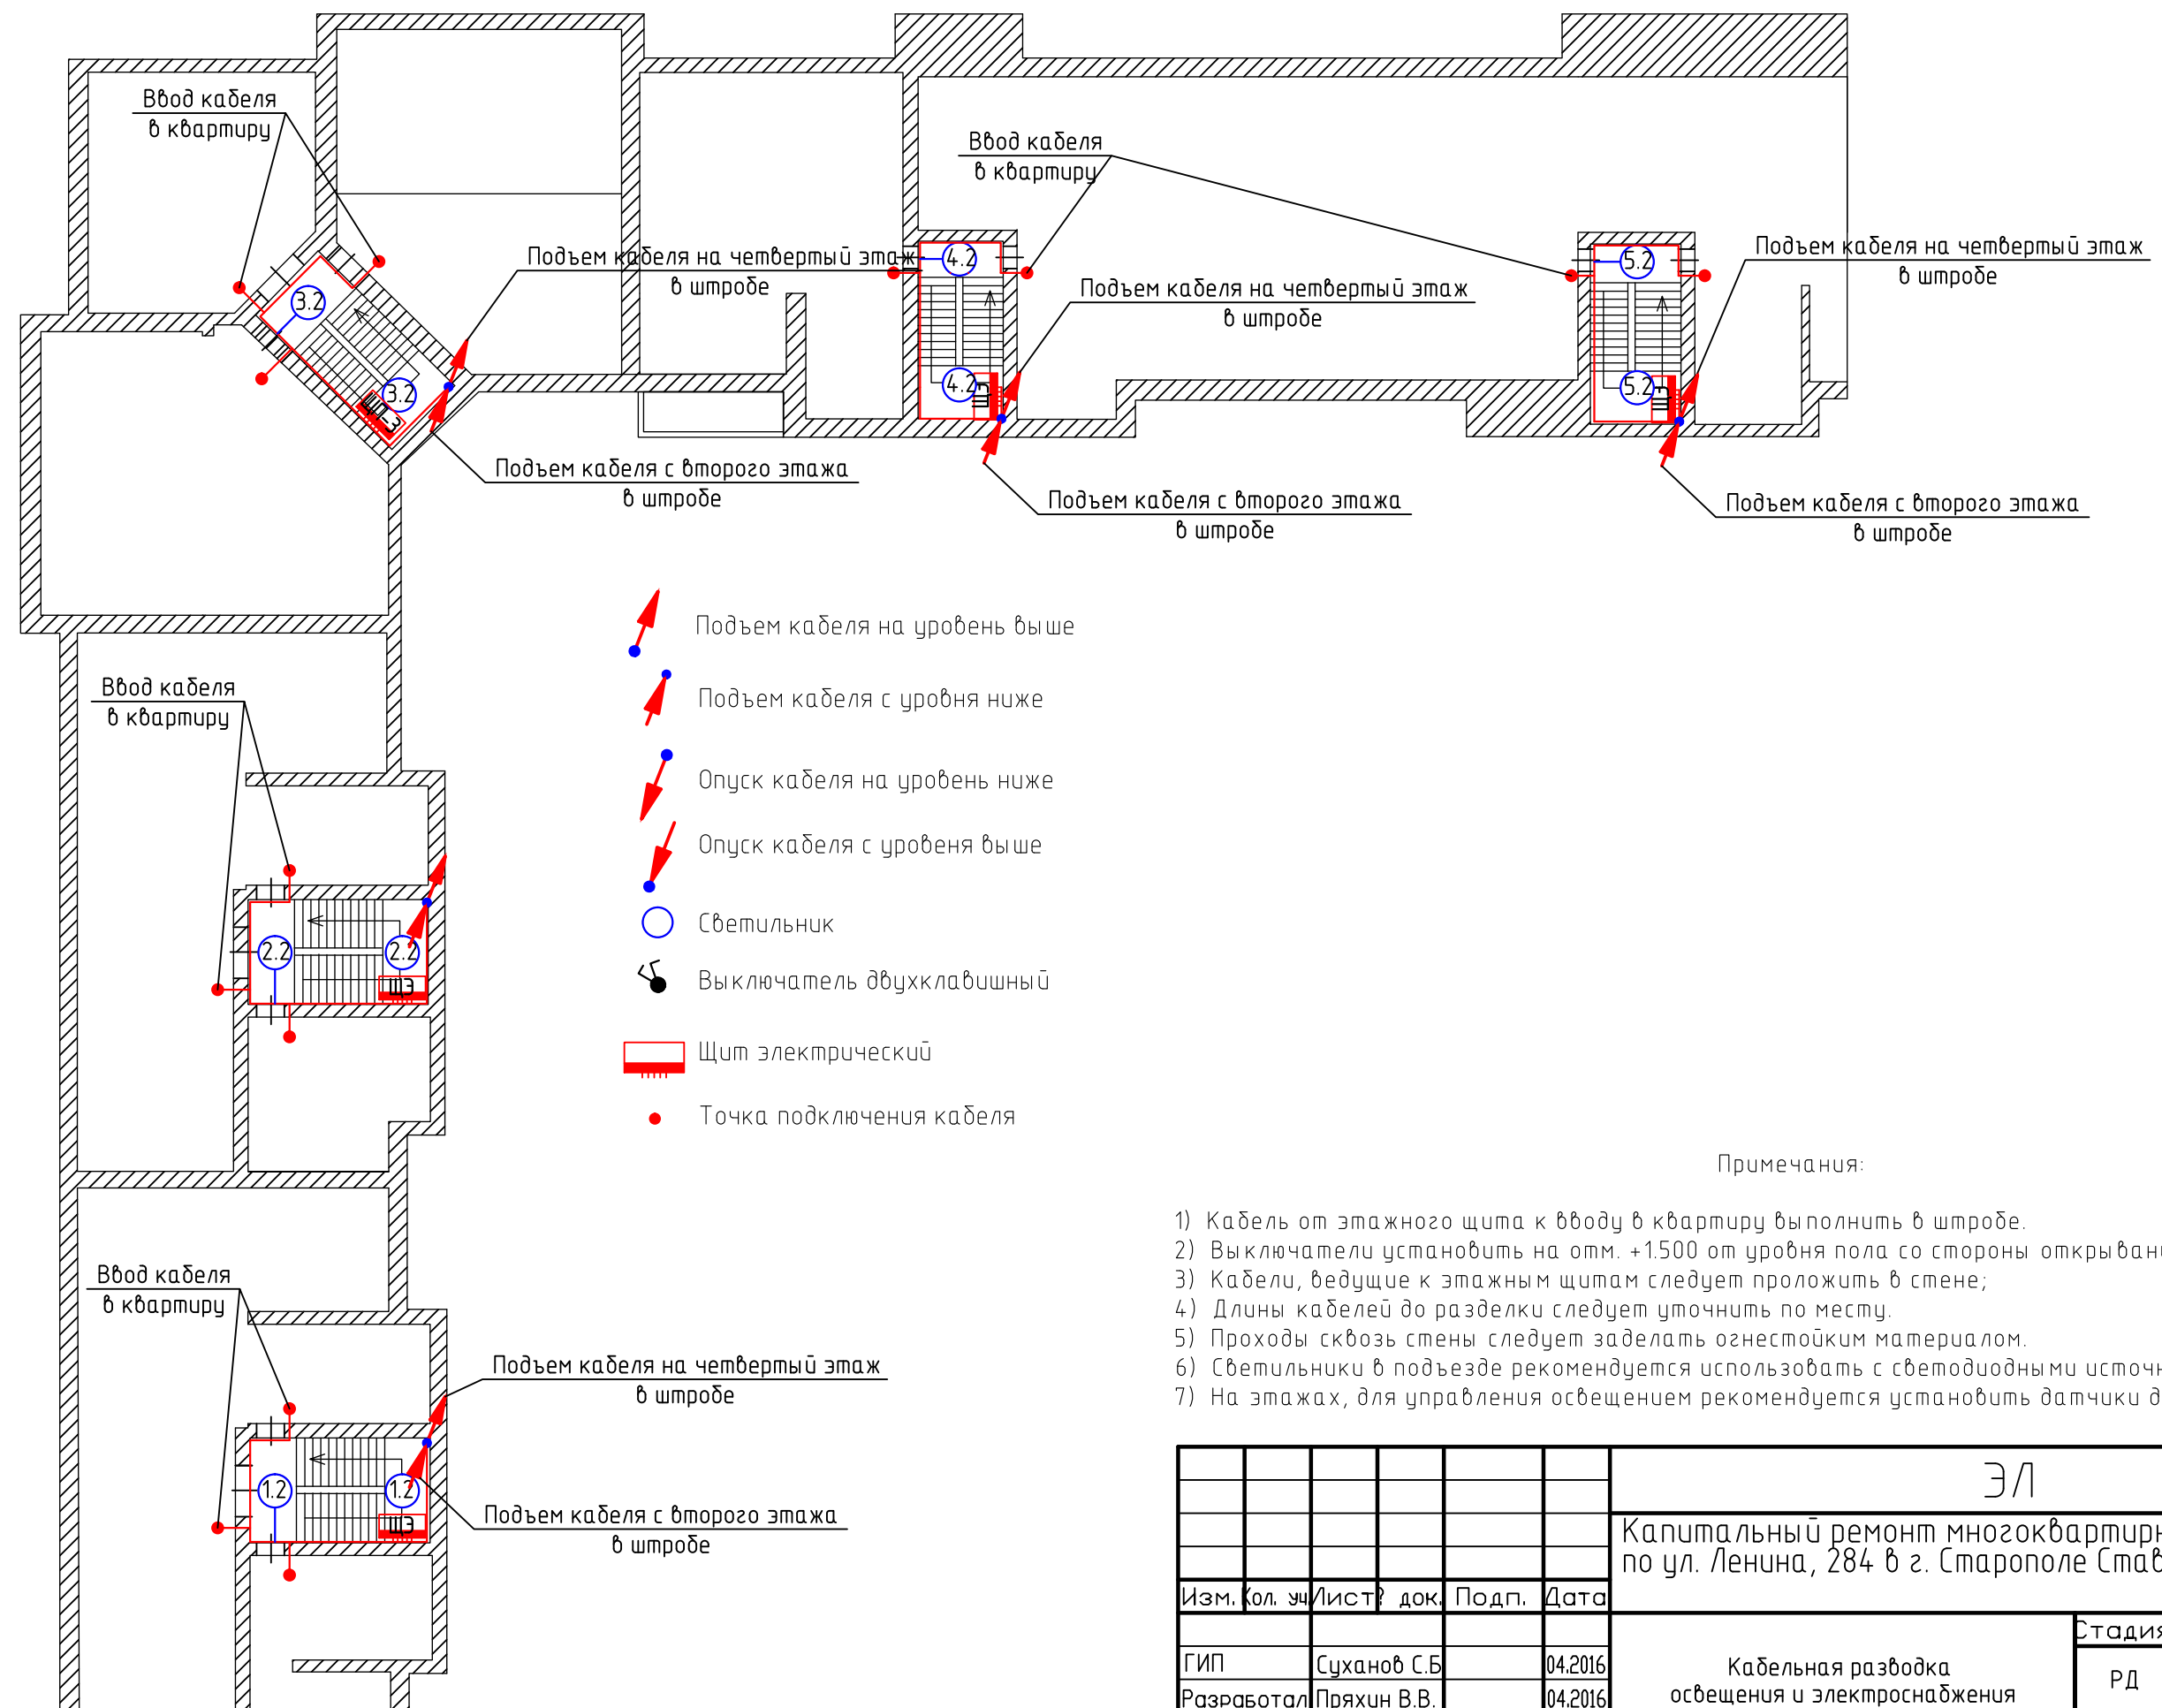 Ввод кабеля
в квартиру
Ввод кабеля
в квартиру
Подъем кабеля на четвертый этаж
в штробе
Подъем кабеля на четвертый этаж
в штробе
Подъем кабеля на четвертый этаж
в штробе
4.2
5.2
3.2
3.2
4.2
ЩЭ
5.2
ЩЭ
ЩЭ-3
Подъем кабеля с второго этажа
в штробе
Подъем кабеля с второго этажа
в штробе
Подъем кабеля с второго этажа
в штробе
Подъем кабеля на уровень выше
Подъем кабеля с уровня ниже
Опуск кабеля на уровень ниже
Опуск кабеля с уровеня выше
Светильник
Выключатель двухклавишный
Щит электрический
Точка подключения кабеля
Ввод кабеля
в квартиру
2.2
2.2
ЩЭ
Ввод кабеля
в квартиру
Подъем кабеля на четвертый этаж
в штробе
1.2
1.2
ЩЭ
Подъем кабеля с второго этажа
в штробе
Примечания:
1) Кабель от этажного щита к вводу в квартиру выполнить в штробе.
2) Выключатели установить на отм. +1.500 от уровня пола со стороны
3) Кабели, ведущие к этажным щитам следует проложить в стене;
4) Длины кабелей до разделки следует уточнить по месту.
5) Проходы сквозь стены следует заделать огнестойким материалом.
6) Светильники в подъезде рекомендуется использовать с светодиодными
7) На этажах, для управления освещением рекомендуется установить датчики
ЭЛ
Капитальный ремонт
по ул. Ленина, 284 в г. Старополе
Изм. Кол. уч Лист ? док. Подп. Дата
Стадия
ГИП Суханов С.Б 04.2016
Разработал Пряхин В.В. 04.2016
Кабельная разводка
освещения и электроснабжения
РД